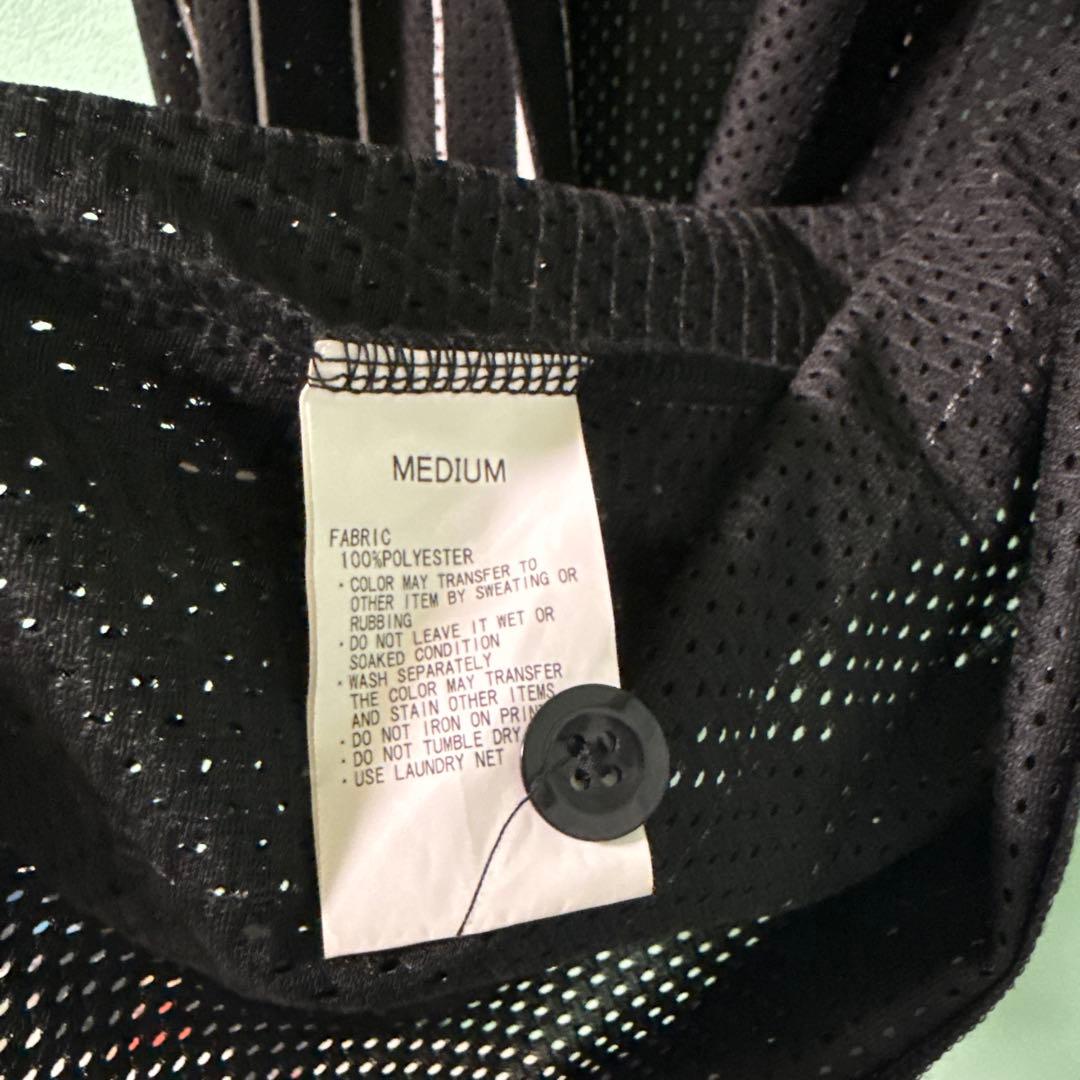 MEDIUM
FABRIC
100%POLYESTER
・COLOR MAY TRANSFER TO
OTHER ITEM BY SWEATING OR
RUBBING
・DO NOT LEAVE IT WET OR
SOAKED CONDITION
・WASH SEPARATELY
THE COLOR MAY TRANSFER
AND STAIN OTHER ITEMS
・DO NOT IRON ON PRINT
・DO NOT TUMBLE DRY
・USE LAUNDRY NET